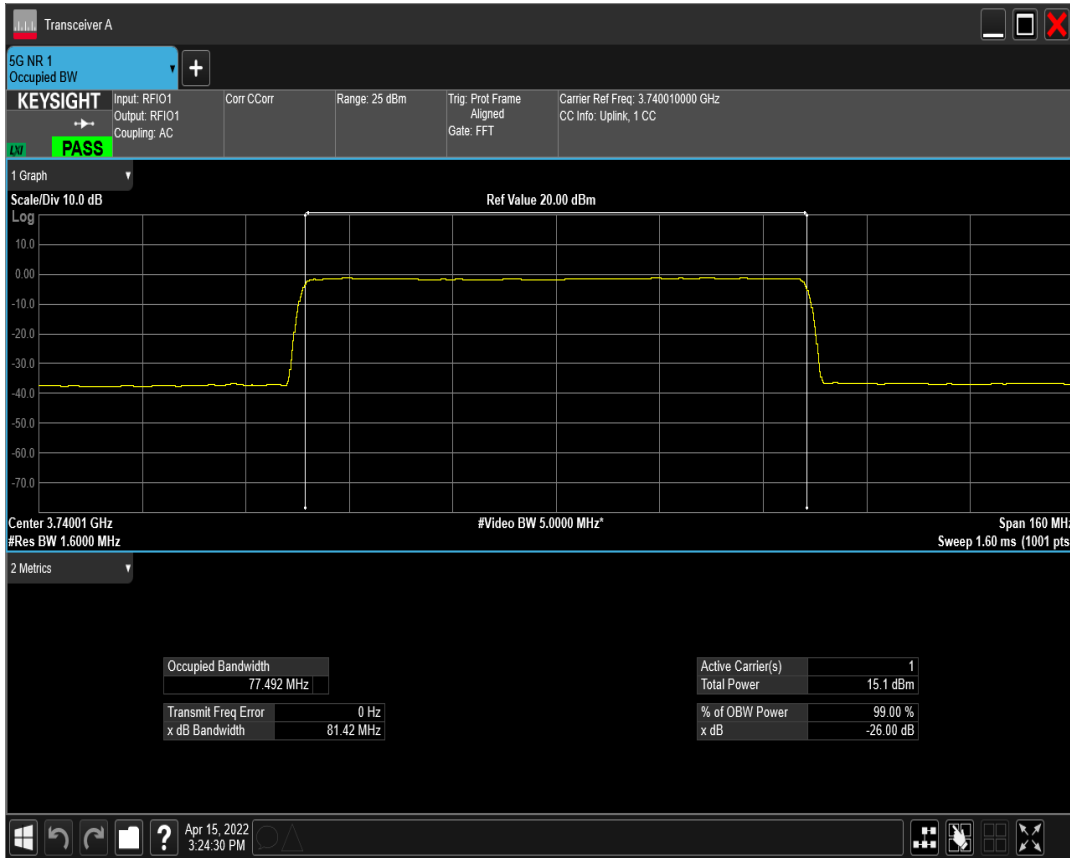 Transceiver A
5G NR 1
Occupied BW
+
KEYSIGHT
LXI
PASS
Input: RFIO1
Output: RFIO1
Coupling: AC
Corr CCorr
Range: 25 dBm
Trig: Prot Frame
Aligned
Gate: FFT
Carrier Ref Freq: 3.740010000 GHz
CC Info: Uplink, 1 CC
1 Graph
Scale/Div 10.0 dB
Ref Value 20.00 dBm
Log
10.0
0.00
-10.0
-20.0
-30.0
-40.0
-50.0
-60.0
-70.0
Center 3.74001 GHz
#Video BW 5.0000 MHz*
Span 160 MHz
#Res BW 1.6000 MHz
Sweep 1.60 ms (1001 pts
2 Metrics
Occupied Bandwidth
77.492 MHz
Transmit Freq Error 0 Hz
x dB Bandwidth 81.42 MHz
Active Carrier(s) 1
Total Power 15.1 dBm
% of OBW Power 99.00 %
x dB -26.00 dB
?
Apr 15, 2022
3:24:30 PM